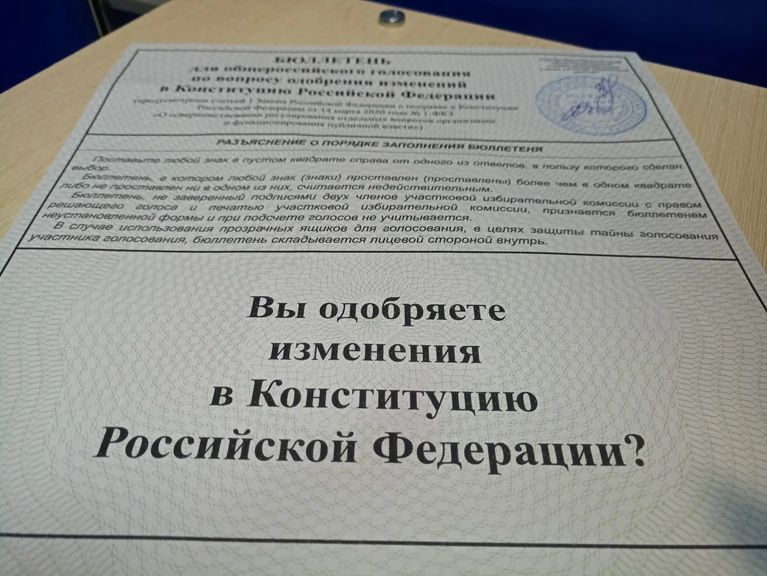 БЮЛЛЕТЕНЬ
для общероссийского голосования
по вопросу одобрения изменений
в Конституцию Российской Федерации
(предусмотрено статьей 1 Закона Российской Федерации о поправке к Конституции
Российской Федерации от 14 марта 2020 года № 1-ФКЗ
«О совершенствовании регулирования отдельных вопросов организации
и функционирования публичной власти»)
РАЗЪЯСНЕНИЕ О ПОРЯДКЕ ЗАПОЛНЕНИЯ БЮЛЛЕТЕНЯ
Поставьте любой знак в пустом квадрате справа от одного из ответов, в пользу которого сделан
выбор.
Бюллетень, в котором любой знак (знаки) проставлен (проставлены) более чем в одном квадрате
либо не проставлен ни в одном из них, считается недействительным.
Бюллетень, не заверенный подписями двух членов участковой избирательной комиссии с правом
решающего голоса и печатью участковой избирательной комиссии, признается бюллетенем
неустановленной формы и при подсчете голосов не учитывается.
В случае использования прозрачных ящиков для голосования, в целях защиты тайны голосования
участника голосования, бюллетень складывается лицевой стороной внутрь.
Вы одобряете
изменения
в Конституцию
Российской Федерации?